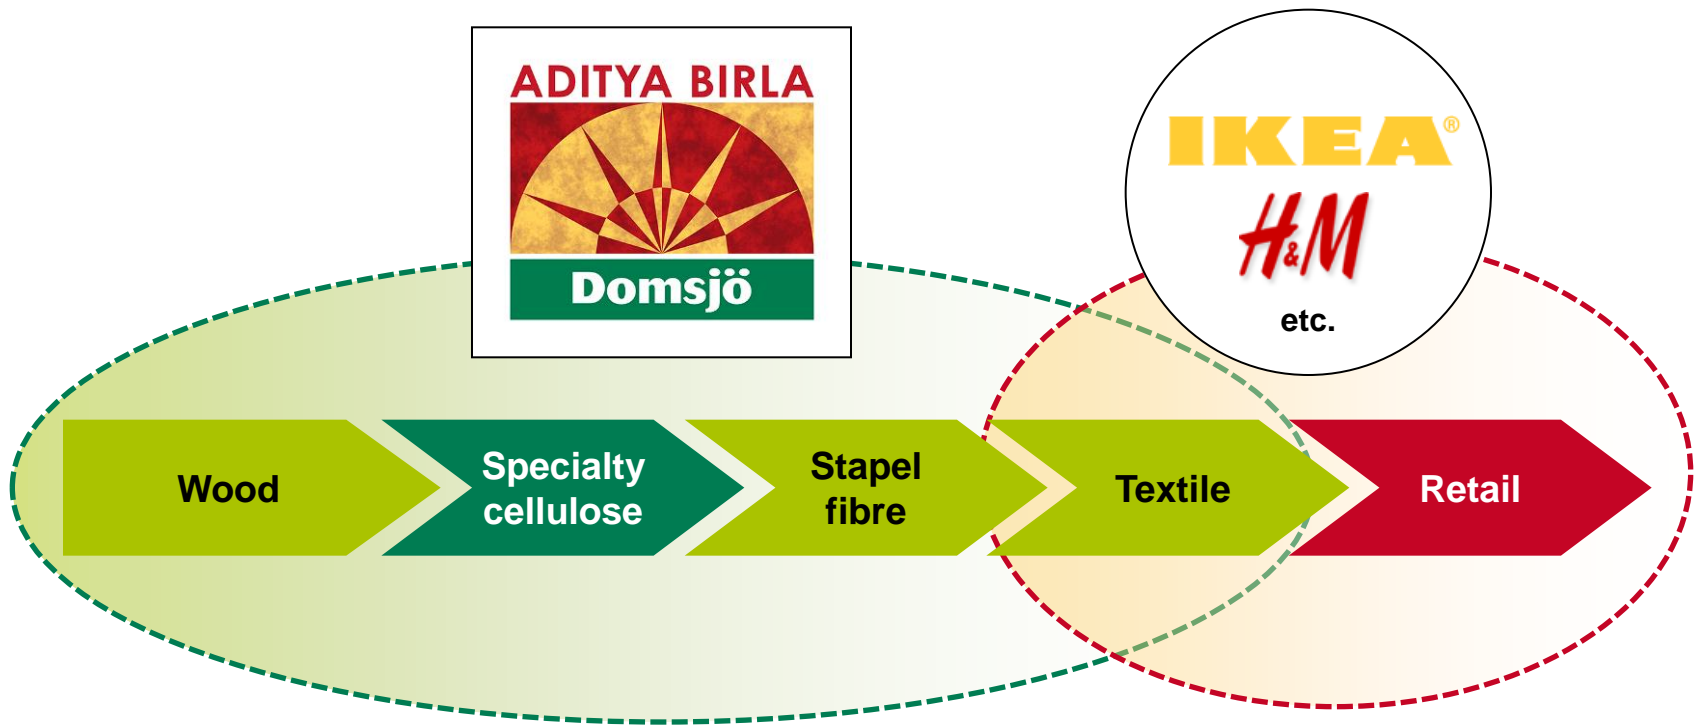 ADITYA BIRLA
Domsjö
IKEA®
H&M
etc.
Wood
Specialty
cellulose
Stapel
fibre
Textile
Retail